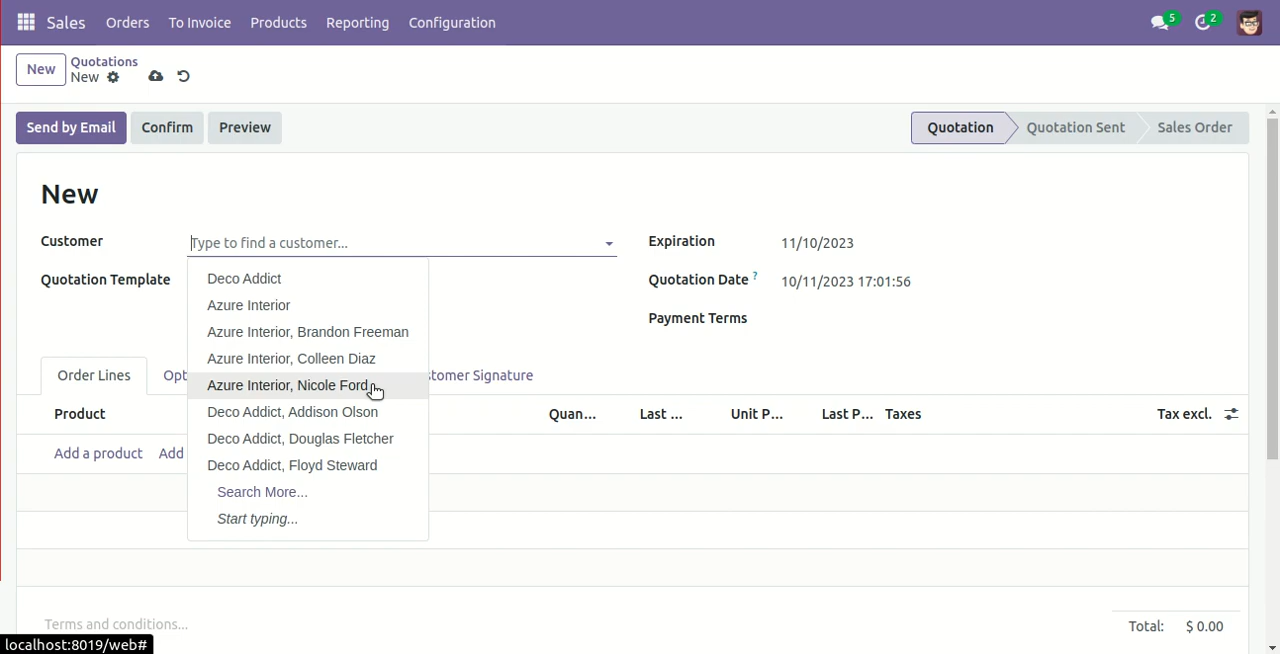 Sales Orders To Invoice Products Reporting Configuration 5 2
New Quotations
New
Send by Email Confirm Preview Quotation Quotation Sent Sales Order
New
Customer Type to find a customer... Expiration 11/10/2023
Quotation Template Deco Addict Quotation Date ? 10/11/2023 17:01:56
Azure Interior
Azure Interior, Brandon Freeman Payment Terms
Azure Interior, Colleen Diaz
Order Lines Opt Azure Interior, Nicole Ford stomer Signature
Product Deco Addict, Addison Olson Quan... Last ... Unit P... Last P... Taxes Tax excl.
Deco Addict, Douglas Fletcher
Add a product Add Deco Addict, Floyd Steward
Search More...
Start typing...
Terms and conditions... Total: $ 0.00
localhost:8019/web#